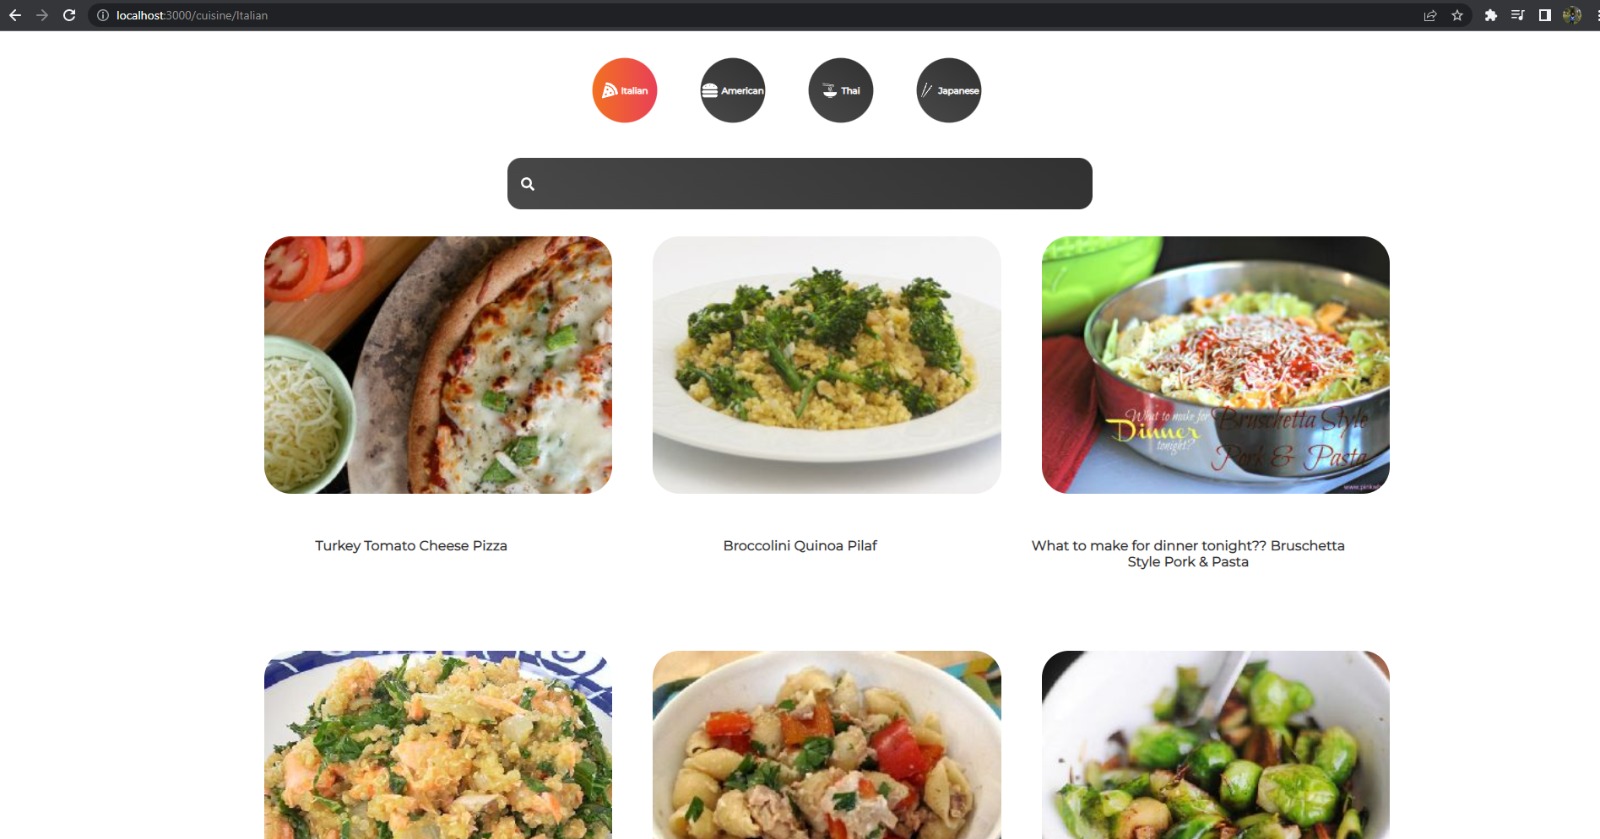 localhost:3000/cuisine/Italian
Italian
American
Thai
Japanese
What to make for
Dinner
tonight?
Bruschetta Style
Pork & Pasta
Turkey Tomato Cheese Pizza
Broccolini Quinoa Pilaf
What to make for dinner tonight?? Bruschetta
Style Pork & Pasta